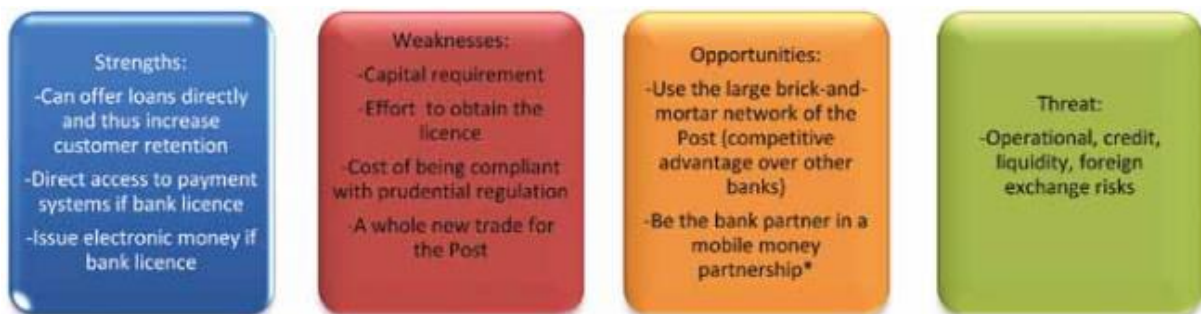 Strengths:
-Can offer loans directly
and thus increase
customer retention
-Direct access to payment
systems if bank licence
-Issue electronic money if
bank licence
Weaknesses:
-Capital requirement
-Effort to obtain the
licence
-Cost of being compliant
with prudential regulation
-A whole new trade for
the Post
Opportunities:
-Use the large brick-and-
mortar network of the
Post (competitive
advantage over other
banks)
-Be the bank partner in a
mobile money
partnership*
Threat:
-Operational, credit,
liquidity, foreign
exchange risks